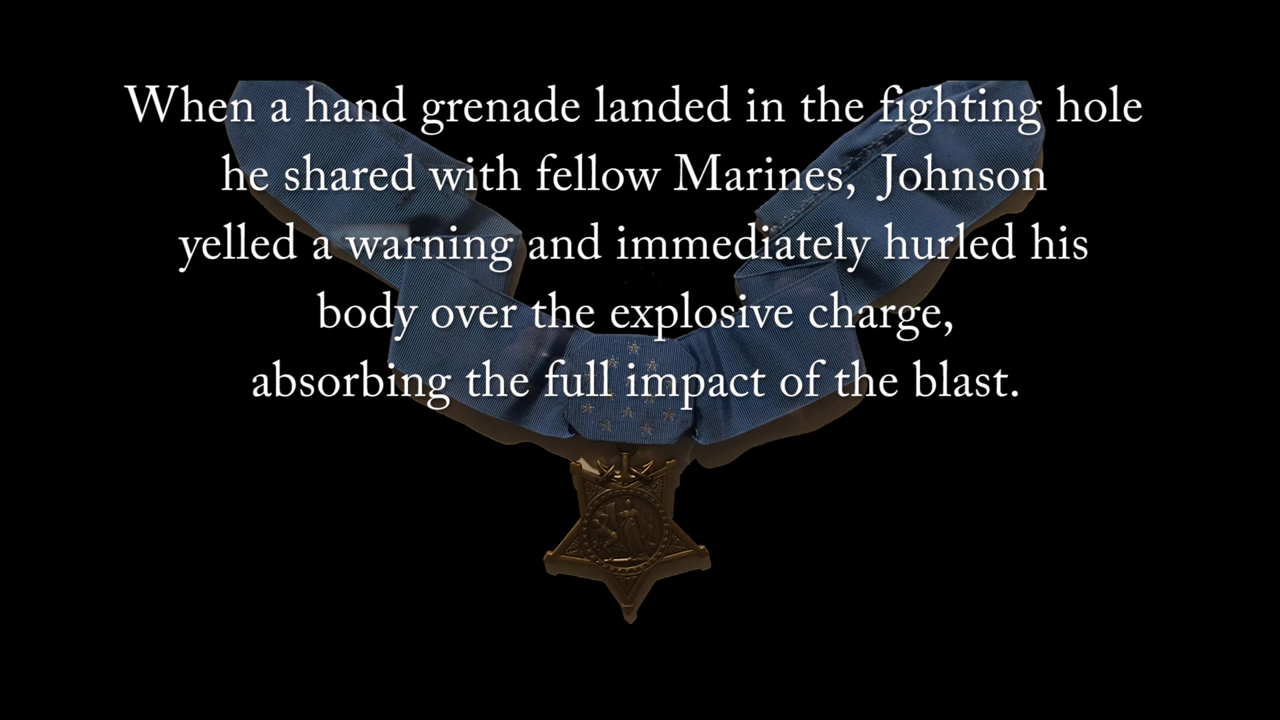 When a hand grenade landed in the fighting hole
he shared with fellow Marines, Johnson
yelled a warning and immediately hurled his
body over the explosive charge,
absorbing the full impact of the blast.